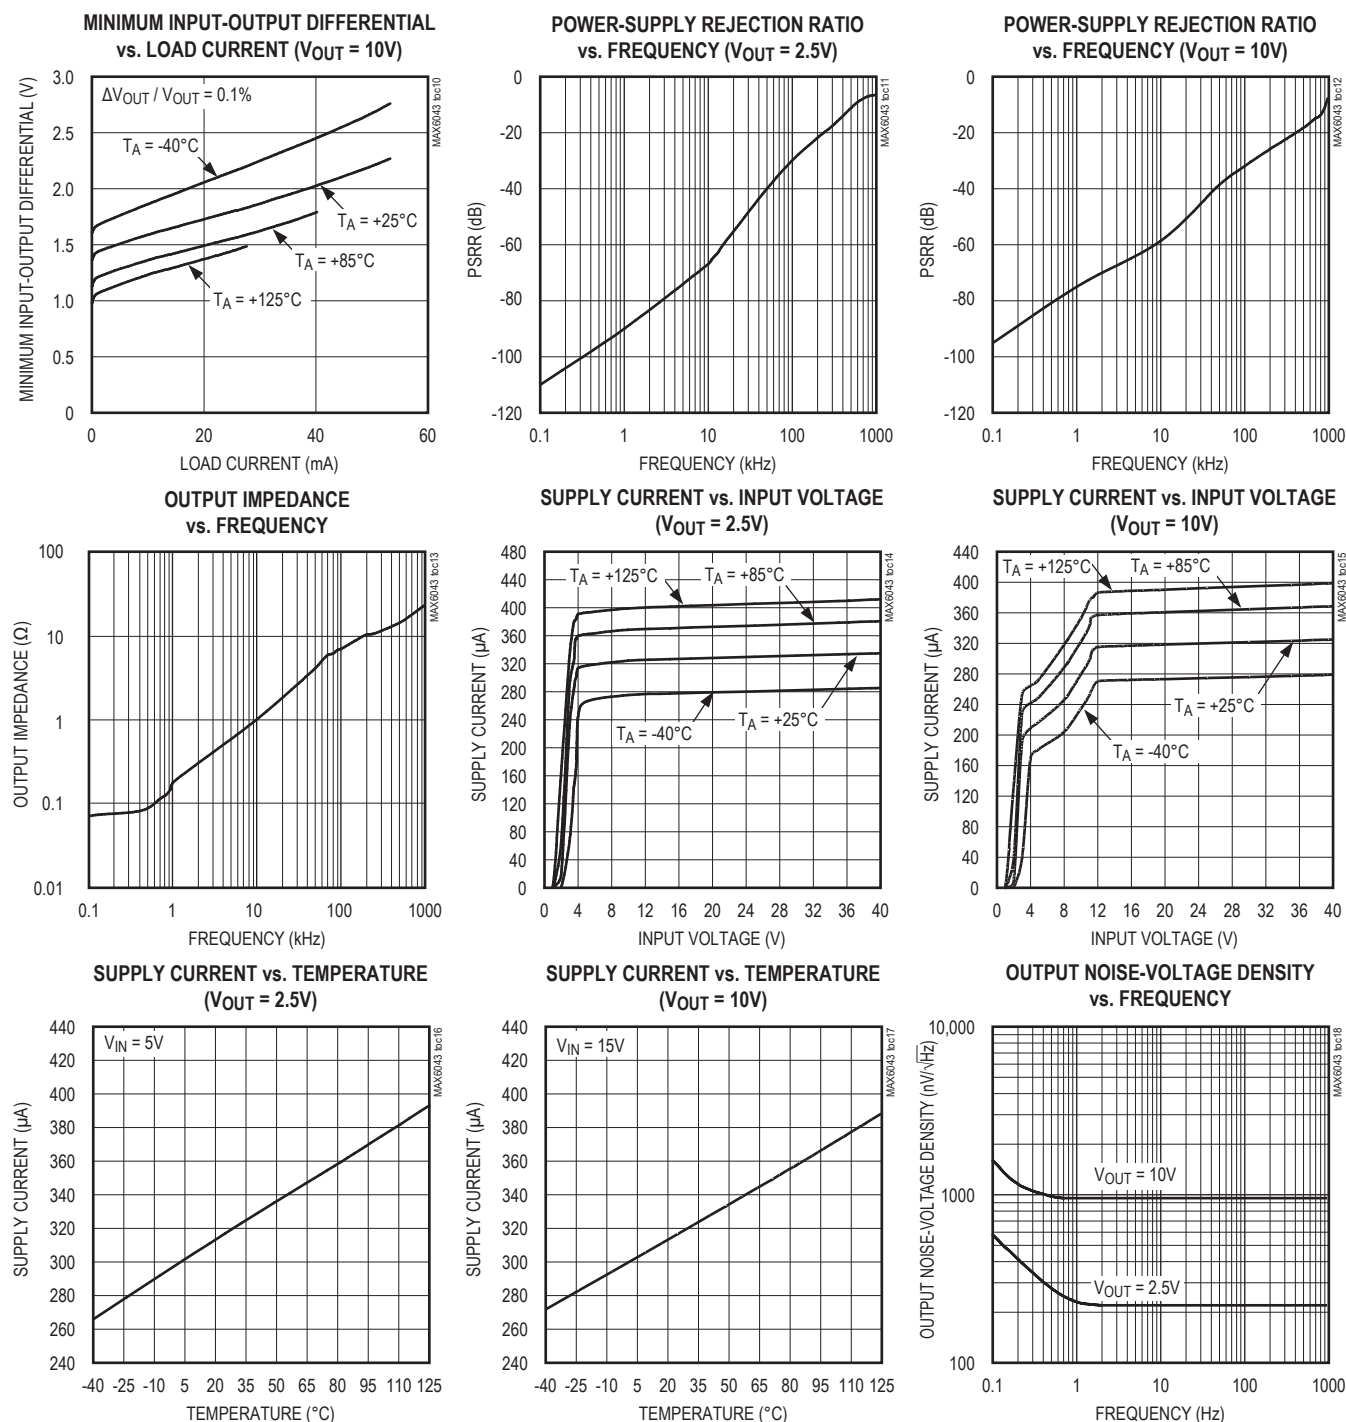 MINIMUM INPUT-OUTPUT DIFFERENTIAL
vs. LOAD CURRENT (VOUT = 10V)
MINIMUM INPUT-OUTPUT DIFFERENTIAL (V)
3.0
2.5
2.0
1.5
1.0
0.5
0
ΔVOUT / VOUT = 0.1%
TA = -40°C
TA = +25°C
TA = +85°C
TA = +125°C
MAX6043 toc10
0 20 40 60
LOAD CURRENT (mA)
POWER-SUPPLY REJECTION RATIO
vs. FREQUENCY (VOUT = 2.5V)
PSRR (dB)
0
-20
-40
-60
-80
-100
-120
MAX6043 toc11
0.1 1 10 100 1000
FREQUENCY (kHz)
POWER-SUPPLY REJECTION RATIO
vs. FREQUENCY (VOUT = 10V)
PSRR (dB)
0
-20
-40
-60
-80
-100
-120
MAX6043 toc12
0.1 1 10 100 1000
FREQUENCY (kHz)
OUTPUT IMPEDANCE
vs. FREQUENCY
OUTPUT IMPEDANCE (Ω)
100
10
1
0.1
0.01
MAX6043 toc13
0.1 1 10 100 1000
FREQUENCY (kHz)
SUPPLY CURRENT vs. INPUT VOLTAGE
(VOUT = 2.5V)
SUPPLY CURRENT (µA)
480
440
400
360
320
280
240
200
160
120
80
40
0
TA = +125°C
TA = +85°C
TA = -40°C
TA = +25°C
MAX6043 toc14
0 4 8 12 16 20 24 28 32 36 40
INPUT VOLTAGE (V)
SUPPLY CURRENT vs. INPUT VOLTAGE
(VOUT = 10V)
SUPPLY CURRENT (µA)
440
400
360
320
280
240
200
160
120
80
40
0
TA = +125°C
TA = +85°C
TA = +25°C
TA = -40°C
MAX6043 toc15
0 4 8 12 16 20 24 28 32 36 40
INPUT VOLTAGE (V)
SUPPLY CURRENT vs. TEMPERATURE
(VOUT = 2.5V)
SUPPLY CURRENT (µA)
440
420
400
380
360
340
320
300
280
260
240
VIN = 5V
MAX6043 toc16
-40 -25 -10 5 20 35 50 65 80 95 110 125
TEMPERATURE (°C)
SUPPLY CURRENT vs. TEMPERATURE
(VOUT = 10V)
SUPPLY CURRENT (µA)
440
420
400
380
360
340
320
300
280
260
240
VIN = 15V
MAX6043 toc17
-40 -25 -10 5 20 35 50 65 80 95 110 125
TEMPERATURE (°C)
OUTPUT NOISE-VOLTAGE DENSITY
vs. FREQUENCY
OUTPUT NOISE-VOLTAGE DENSITY (nV/√Hz)
10,000
1000
100
VOUT = 10V
VOUT = 2.5V
MAX6043 toc18
0.1 1 10 100 1000
FREQUENCY (Hz)